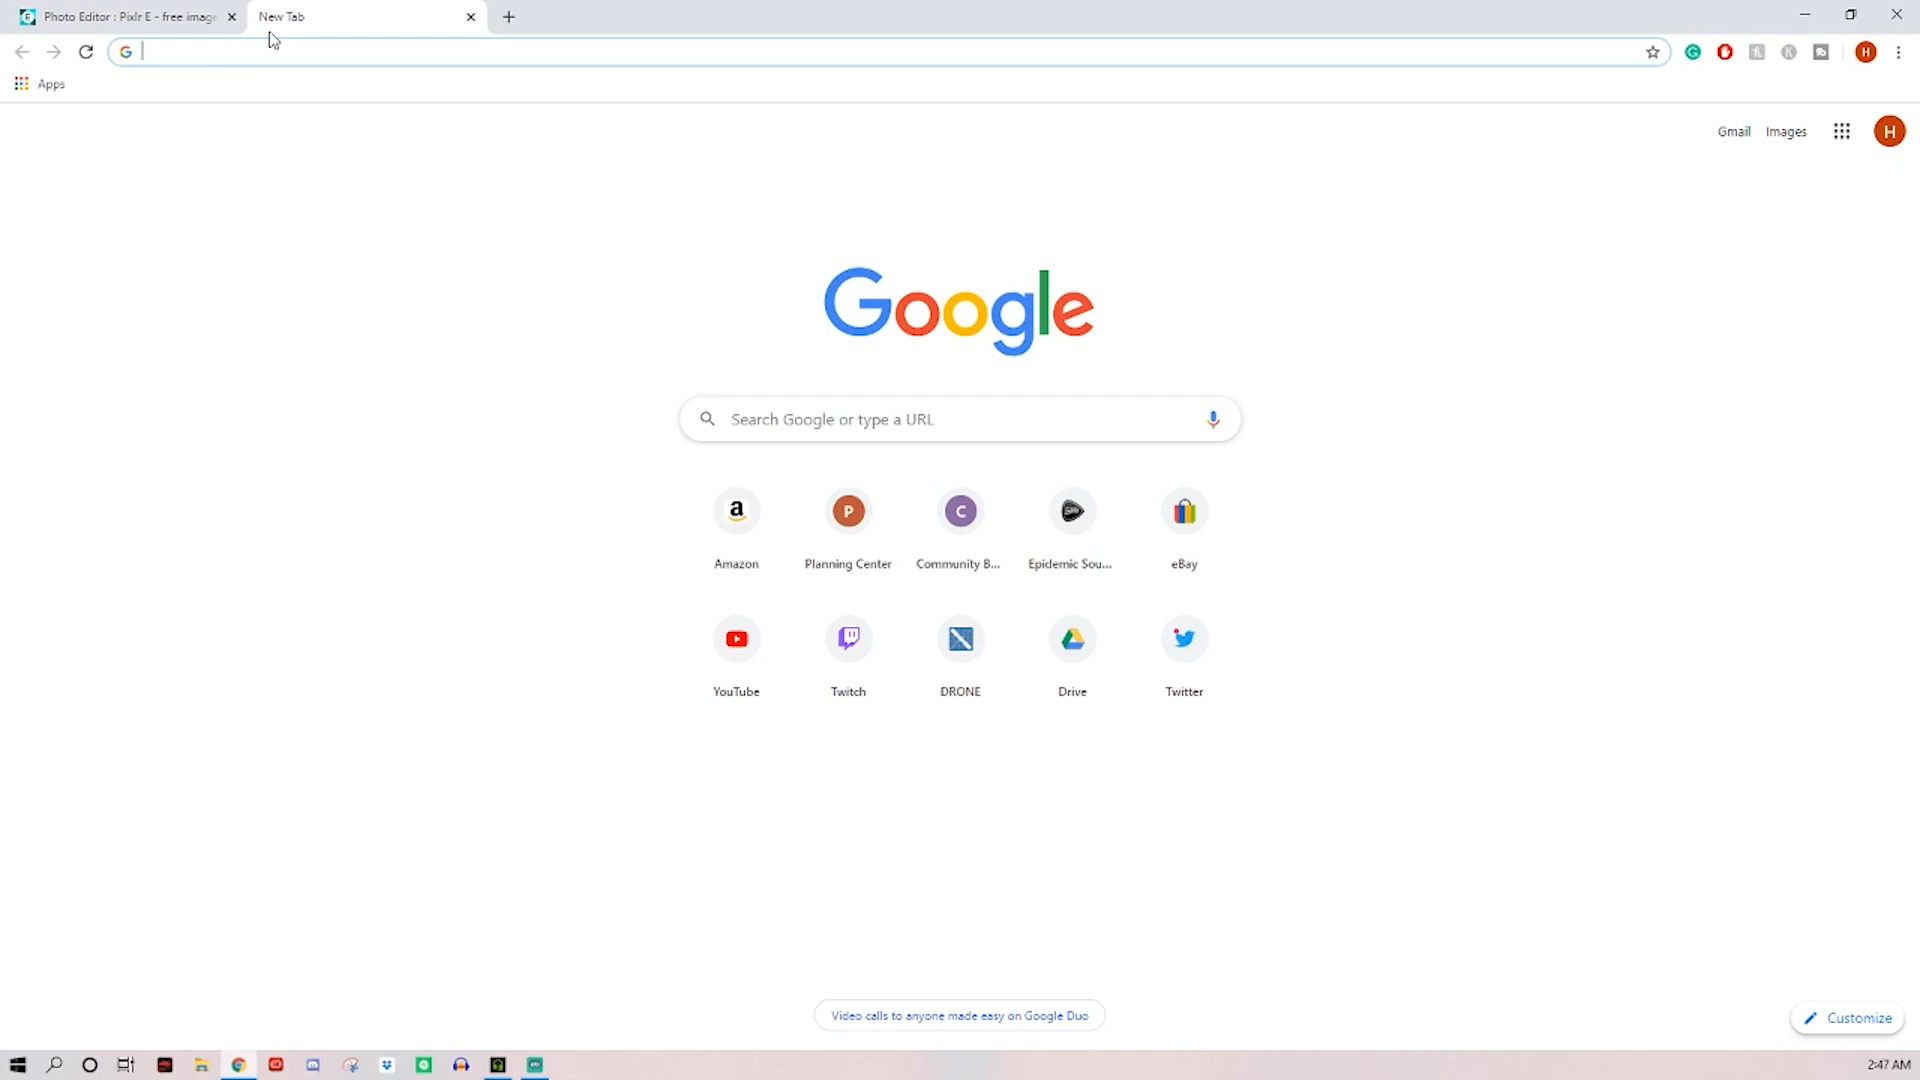 Photo Editor : Pixlr E - free image
New Tab
Apps
Gmail Images
H
Google
Search Google or type a URL
a P C
Amazon Planning Center Community B... Epidemic Sou... eBay
YouTube Twitch DRONE Drive Twitter
Video calls to anyone made easy on Google Duo
Customize
2:47 AM